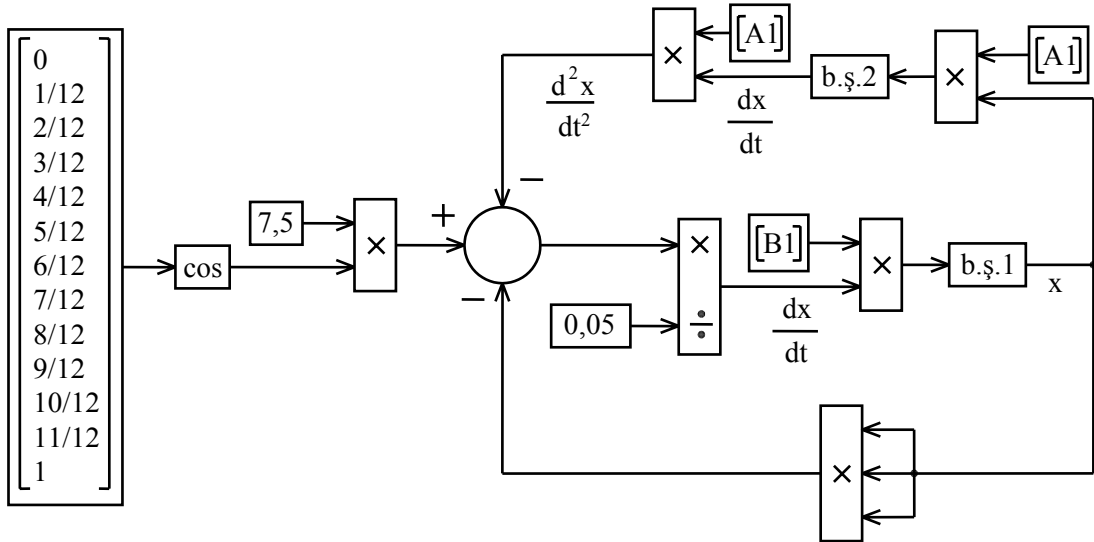 0
1/12
2/12
3/12
4/12
5/12
6/12
7/12
8/12
9/12
10/12
11/12
1
cos
7,5
×
+
−
−
d²x
dt²
×
[A1]
dx
dt
b.ş.2
×
[A1]
0,05
×
÷
dx
dt
[B1]
×
b.ş.1
x
×